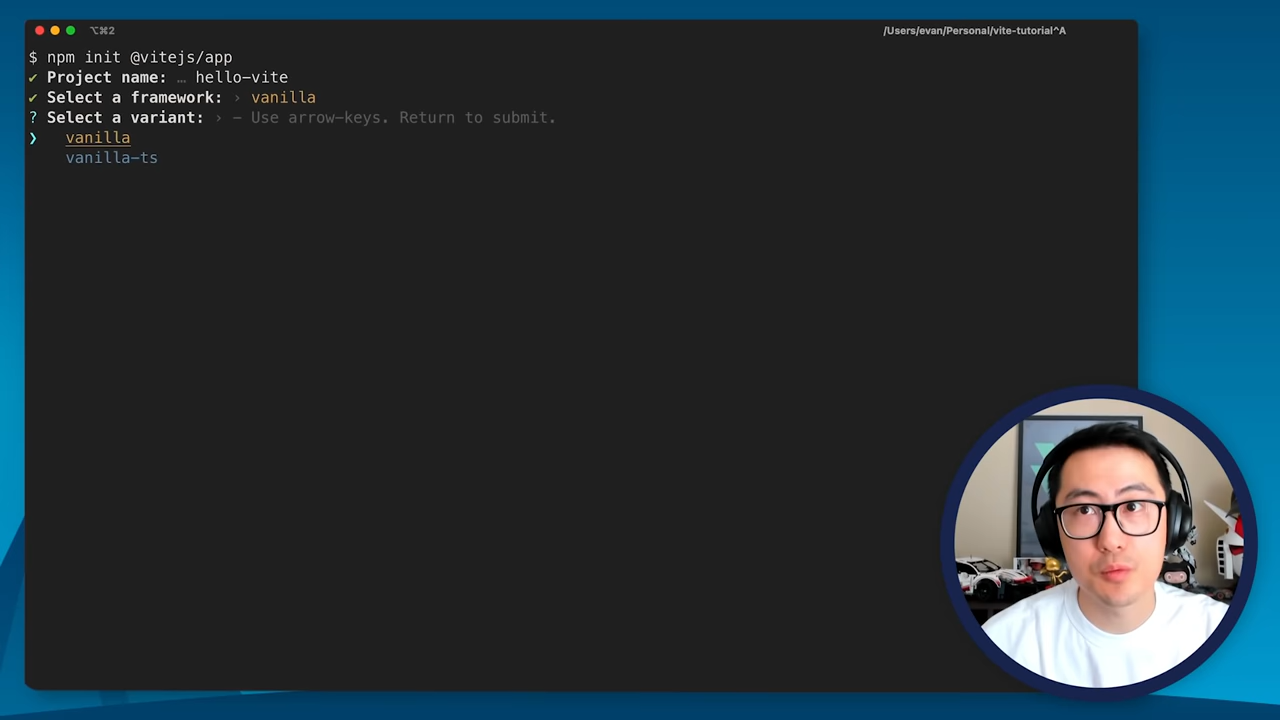 ⌥⌘2
/Users/evan/Personal/vite-tutorial^A
$ npm init @vitejs/app
✔ Project name: … hello-vite
✔ Select a framework: › vanilla
? Select a variant: › - Use arrow-keys. Return to submit.
❯ vanilla
vanilla-ts